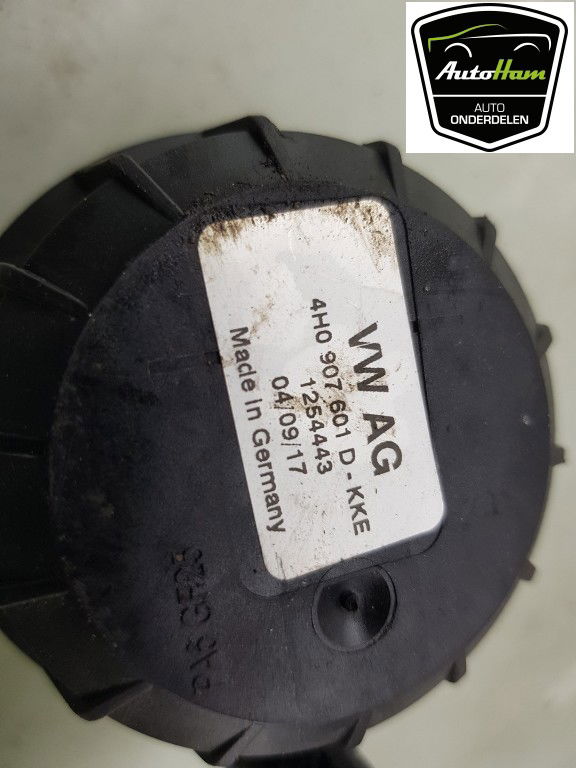 AutoHam
AUTO
ONDERDELEN
VW AG
4H0 907 601 D - KKE
1254443
04/09/17
Made In Germany